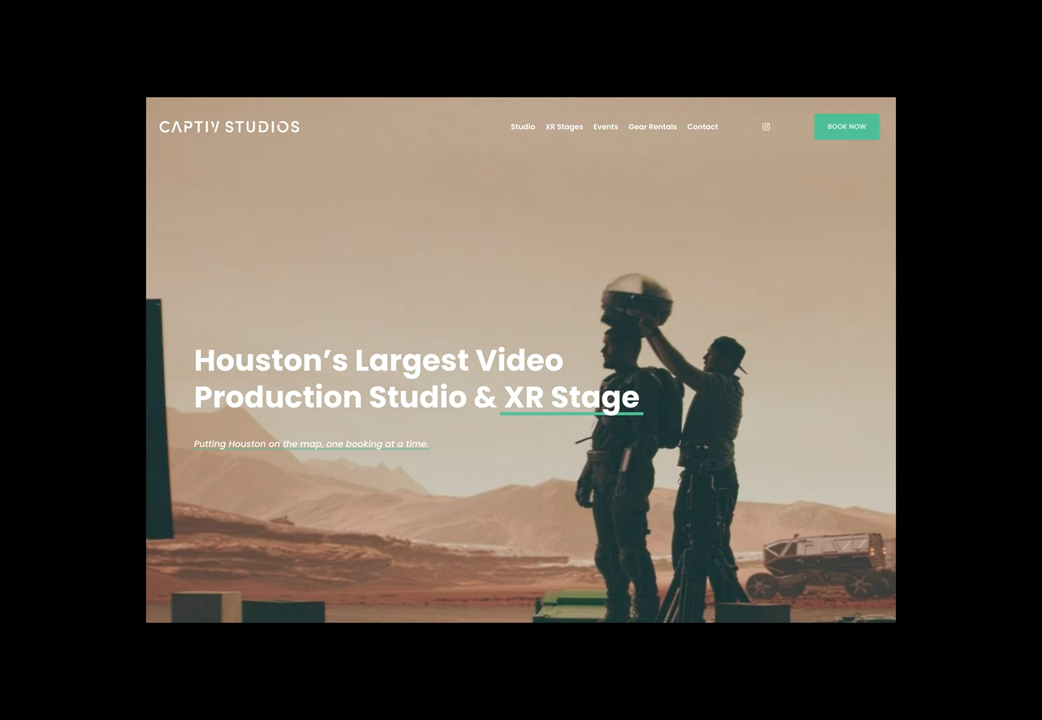 CAPTIV STUDIOS
Studio XR Stages Events Gear Rentals Contact
BOOK NOW
Houston’s Largest Video
Production Studio & XR Stage
Putting Houston on the map, one booking at a time.